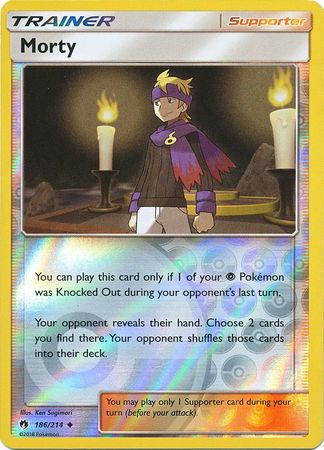 TRAINER Supporter
Morty
You can play this card only if 1 of your Pokémon
was Knocked Out during your opponent's last turn.
Your opponent reveals their hand. Choose 2 cards
you find there. Your opponent shuffles those cards
into their deck.
Illus. Ken Sugimori
186/214
©2018 Pokémon
You may play only 1 Supporter card during your
turn (before your attack).